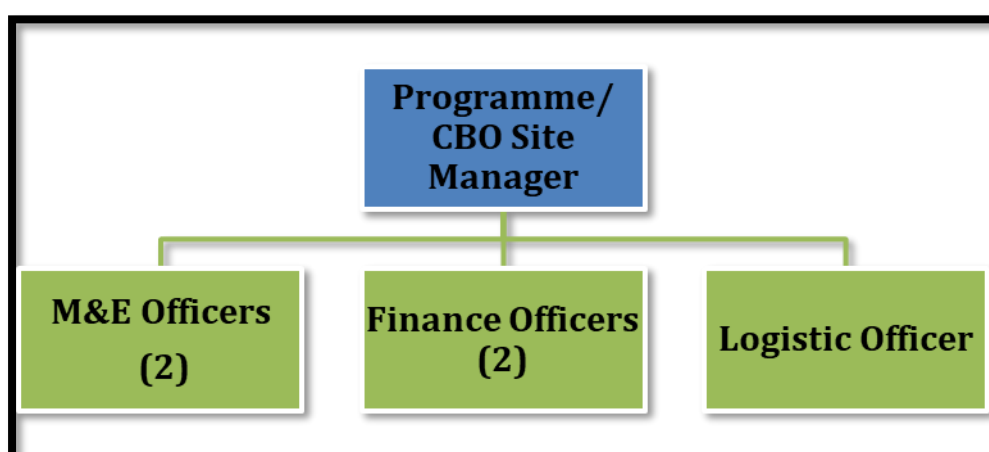 Programme/
CBO Site
Manager
M&E Officers
(2)
Finance Officers
(2)
Logistic Officer